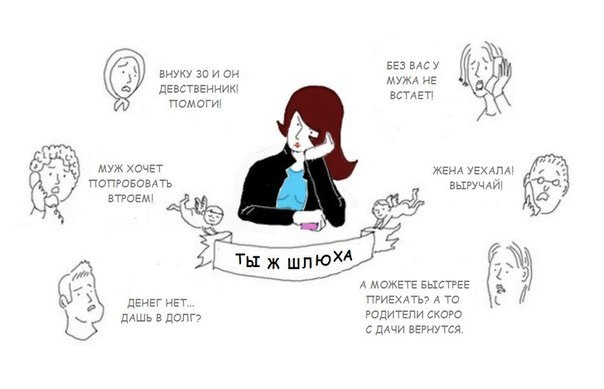 ВНУКУ 30 И ОН
ДЕВСТВЕННИК!
ПОМОГИ!
БЕЗ ВАС У
МУЖА НЕ
ВСТАЕТ!
МУЖ ХОЧЕТ
ПОПРОБОВАТЬ
ВТРОЕМ!
ЖЕНА УЕХАЛА!
ВЫРУЧАЙ!
ТЫ Ж ШЛЮХА
ДЕНЕГ НЕТ...
ДАШЬ В ДОЛГ?
А МОЖЕТЕ БЫСТРЕЕ
ПРИЕХАТЬ? А ТО
РОДИТЕЛИ СКОРО
С ДАЧИ ВЕРНУТСЯ.